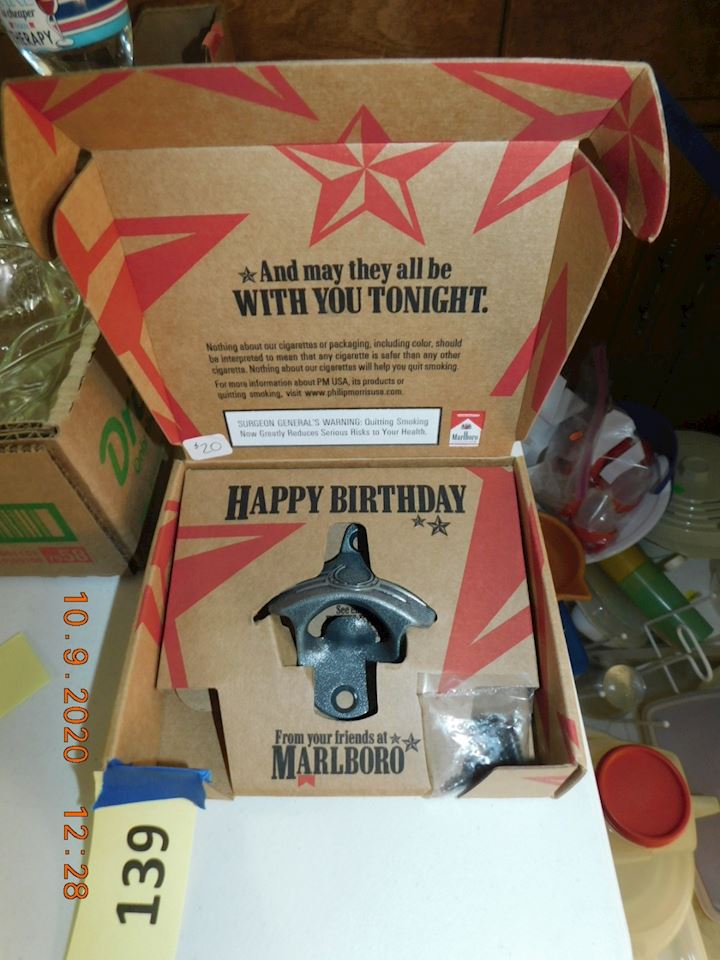 is cheaper
THERAPY
And may they all be
WITH YOU TONIGHT.
Nothing about our cigarettes or packaging, including color, should
be interpreted to mean that any cigarette is safer than any other
cigarette. Nothing about our cigarettes will help you quit smoking.
For more information about PM USA, its products or
quitting smoking, visit www.philipmorrisusa.com.
SURGEON GENERAL'S WARNING: Quitting Smoking
Now Greatly Reduces Serious Risks to Your Health.
Marlboro
$20
HAPPY BIRTHDAY
See
From your friends at
MARLBORO
10.9.2020 12:28
139